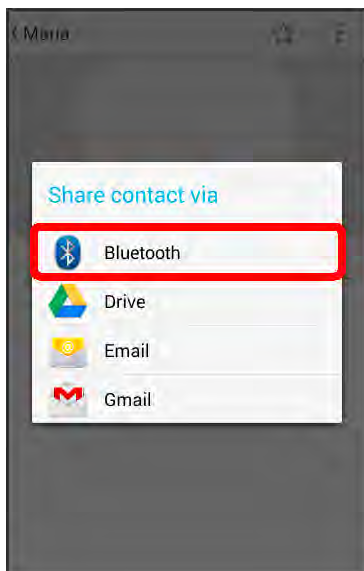 Maria
Share contact via
Bluetooth
Drive
Email
Gmail